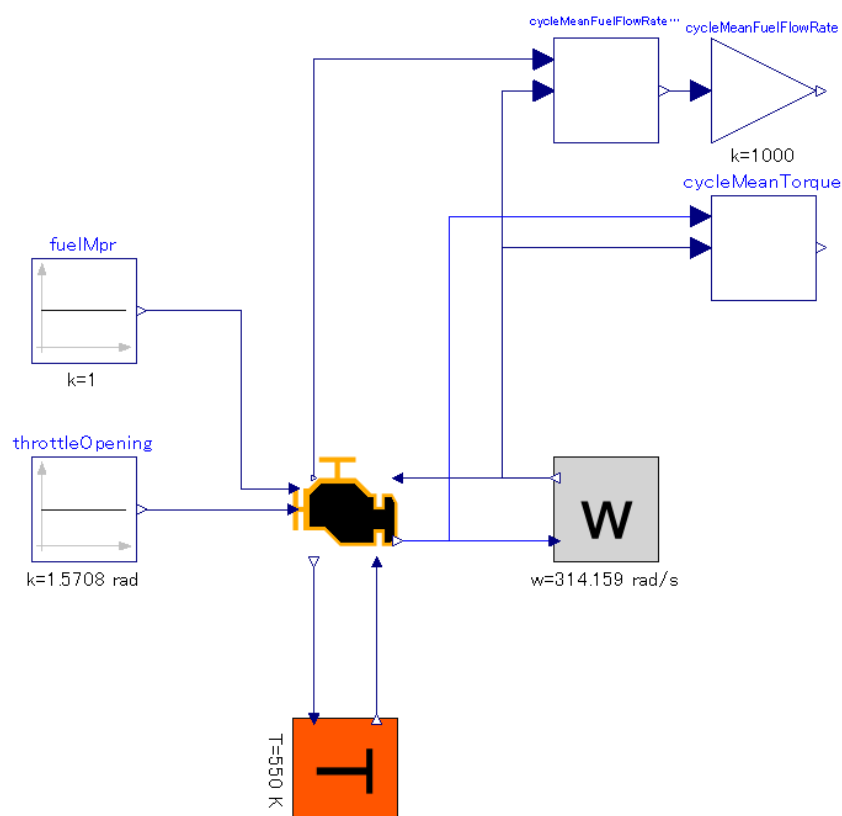 cycleMeanFuelFlowRate…
cycleMeanFuelFlowRate
k=1000
cycleMeanTorque
fuelMpr
k=1
throttleOpening
k=1.5708 rad
w
w=314.159 rad/s
T=550 K
T